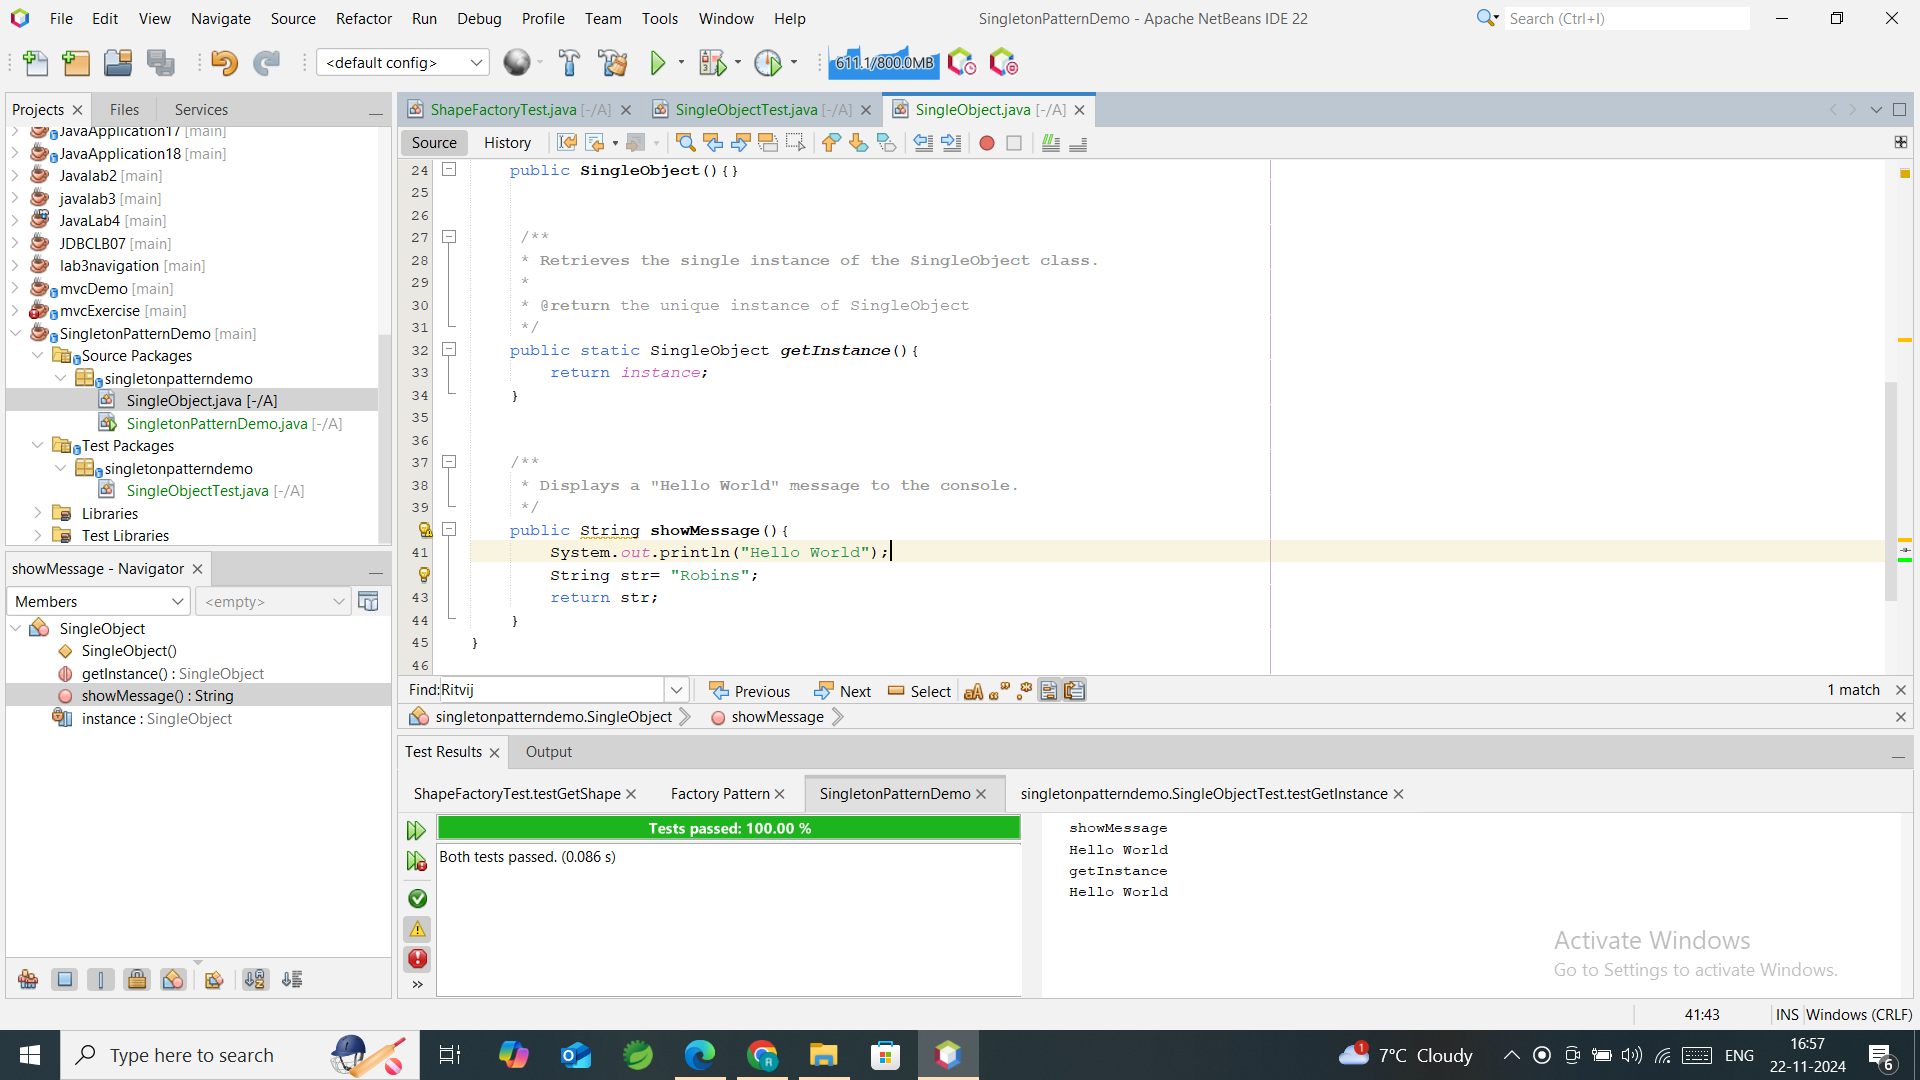 File Edit View Navigate Source Refactor Run Debug Profile Team Tools Window Help
SingletonPatternDemo - Apache NetBeans IDE 22
Search (Ctrl+I)
<default config>
611.1/800.0MB
Projects Files Services
JavaApplication17 [main]
JavaApplication18 [main]
Javalab2 [main]
javalab3 [main]
JavaLab4 [main]
JDBCLB07 [main]
lab3navigation [main]
mvcDemo [main]
mvcExercise [main]
SingletonPatternDemo [main]
Source Packages
singletonpatterndemo
SingleObject.java [-/A]
SingletonPatternDemo.java [-/A]
Test Packages
singletonpatterndemo
SingleObjectTest.java [-/A]
Libraries
Test Libraries
showMessage - Navigator
Members <empty>
SingleObject
SingleObject()
getInstance() : SingleObject
showMessage() : String
instance : SingleObject
ShapeFactoryTest.java [-/A] SingleObjectTest.java [-/A] SingleObject.java [-/A]
Source History
24 public SingleObject(){}
25
26
27 /**
28 * Retrieves the single instance of the SingleObject class.
29 *
30 * @return the unique instance of SingleObject
31 */
32 public static SingleObject getInstance(){
33 return instance;
34 }
35
36
37 /**
38 * Displays a "Hello World" message to the console.
39 */
public String showMessage(){
41 System.out.println("Hello World");
String str= "Robins";
43 return str;
44 }
45 }
46
Find: Ritvij Previous Next Select 1 match
singletonpatterndemo.SingleObject showMessage
Test Results Output
ShapeFactoryTest.testGetShape Factory Pattern SingletonPatternDemo singletonpatterndemo.SingleObjectTest.testGetInstance
Tests passed: 100.00 %
Both tests passed. (0.086 s)
showMessage
Hello World
getInstance
Hello World
Activate Windows
Go to Settings to activate Windows.
41:43 INS Windows (CRLF)
Type here to search
1
7°C Cloudy
ENG
16:57
22-11-2024
6